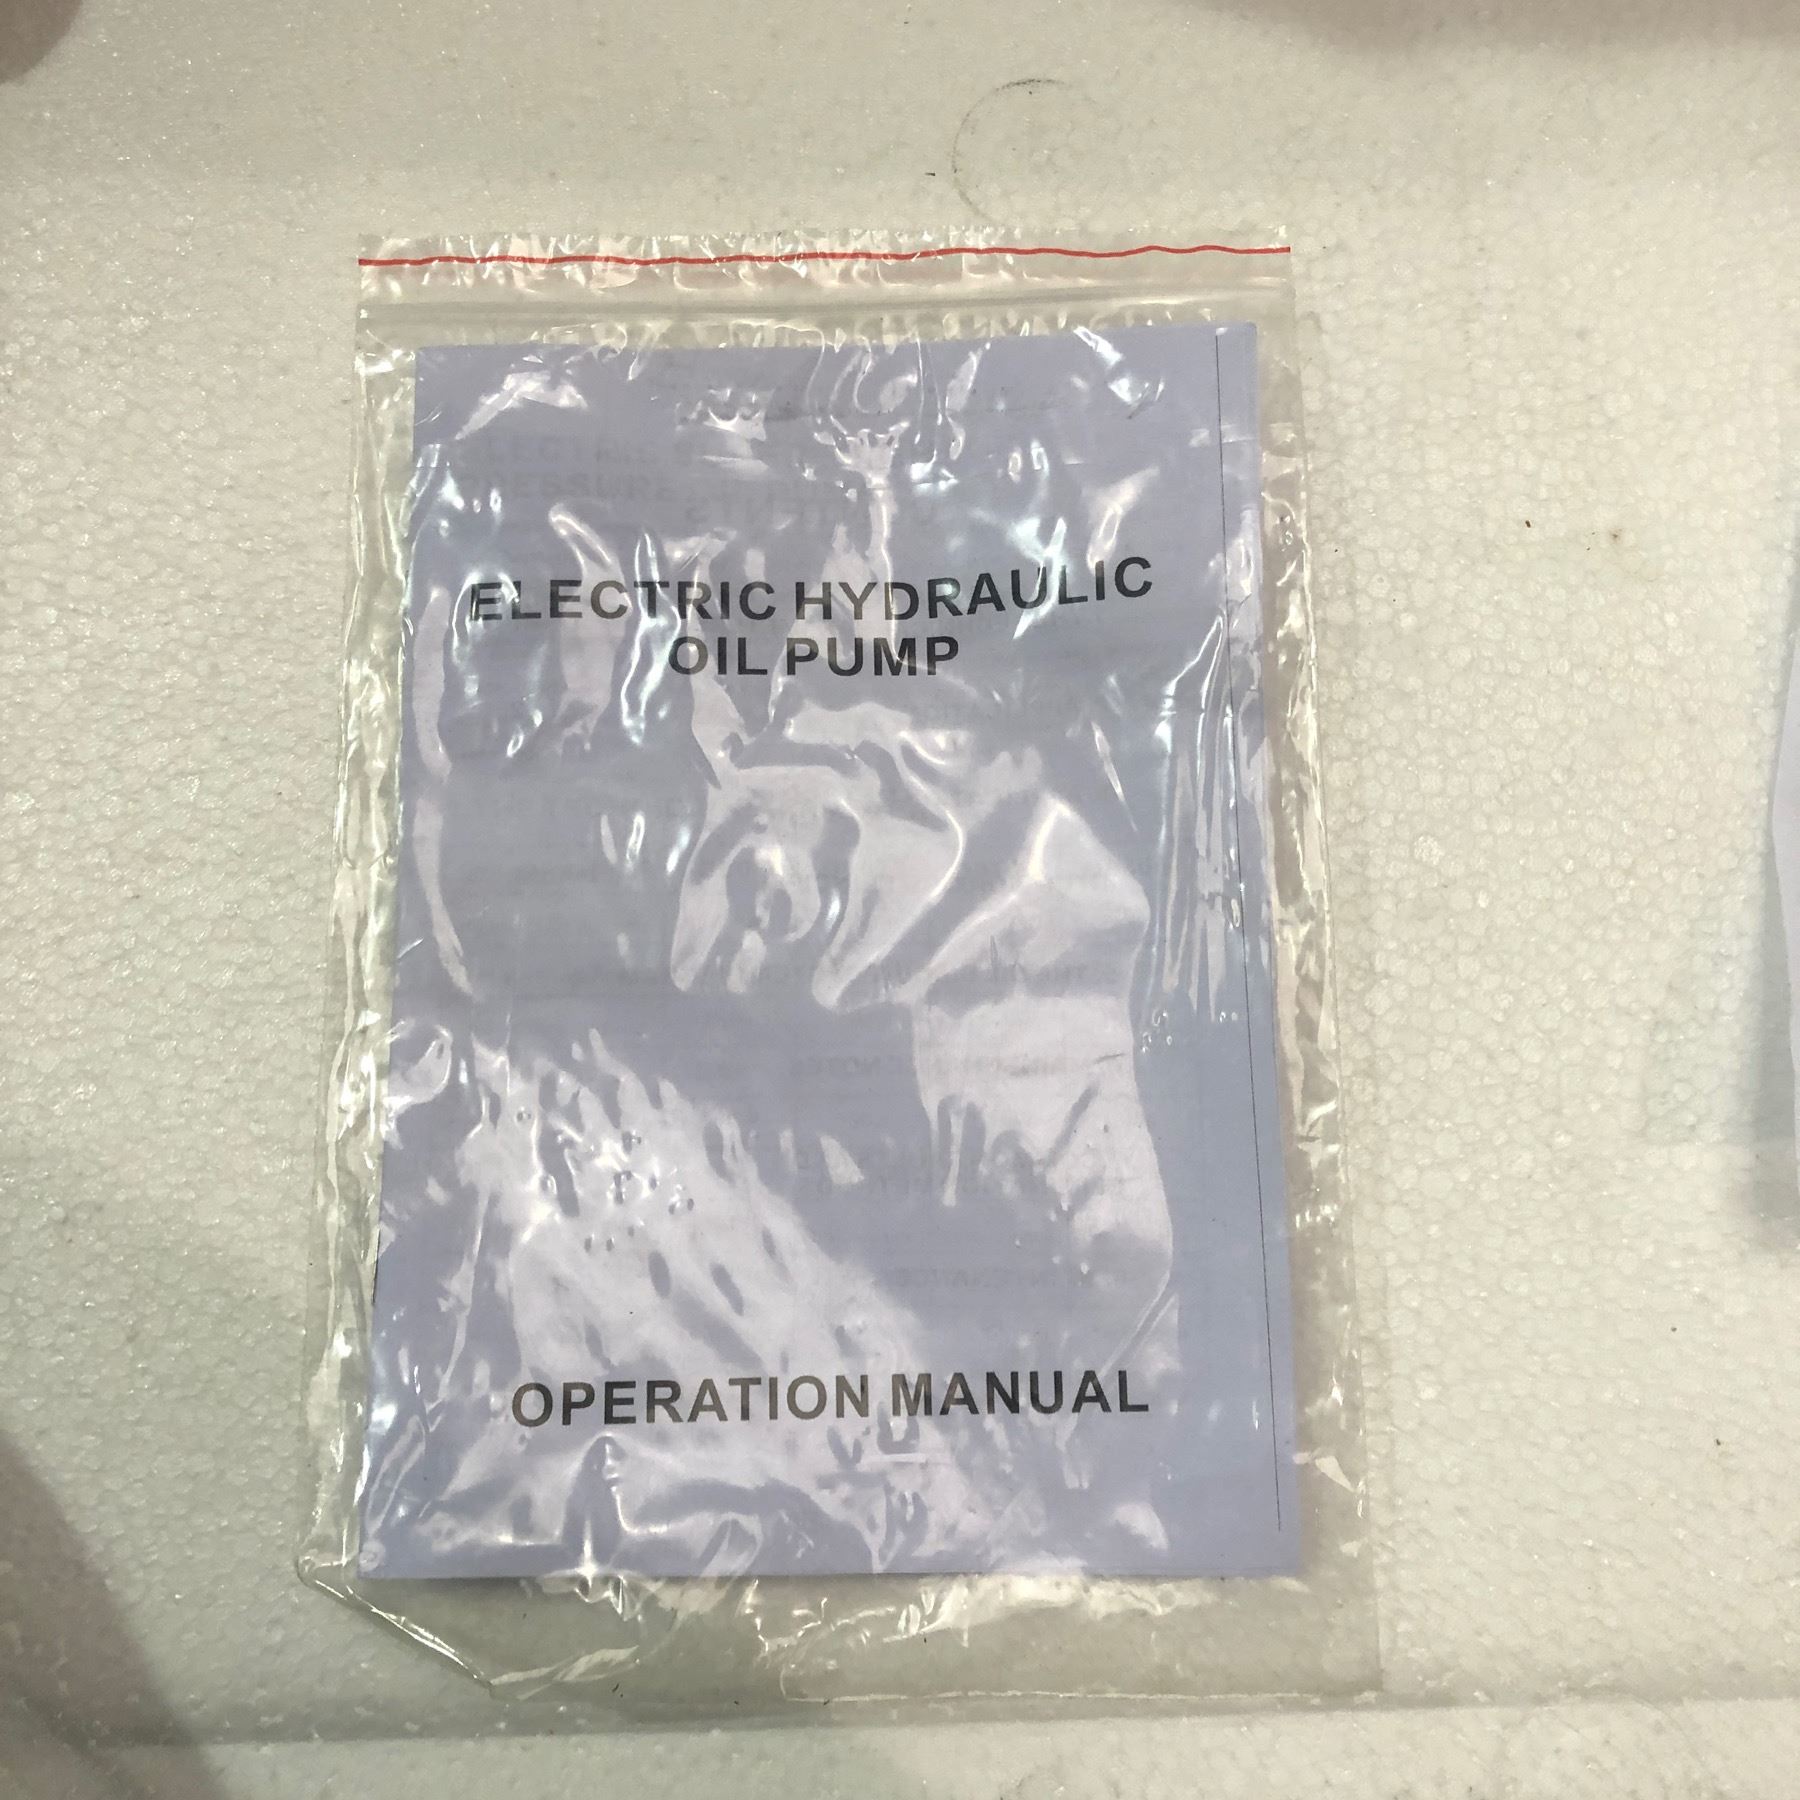 ELECTRIC HYDRAULIC
OIL PUMP
OPERATION MANUAL